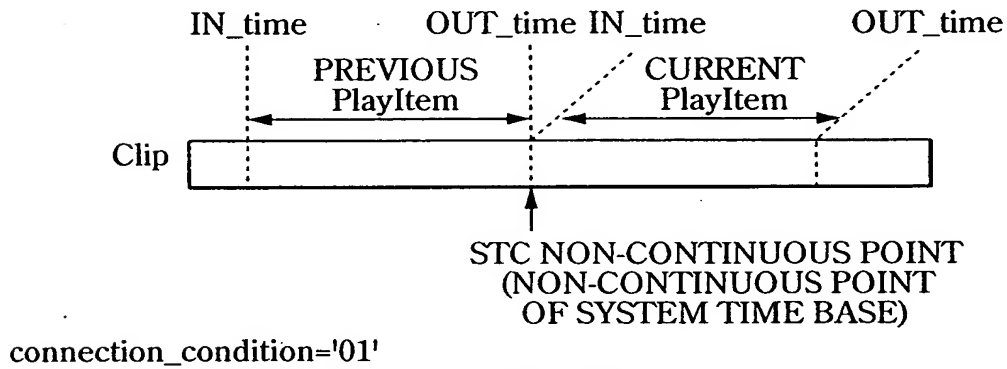 IN_time OUT_time IN_time OUT_time
PREVIOUS PlayItem
CURRENT PlayItem
Clip
STC NON-CONTINUOUS POINT
(NON-CONTINUOUS POINT
OF SYSTEM TIME BASE)
connection_condition='01'